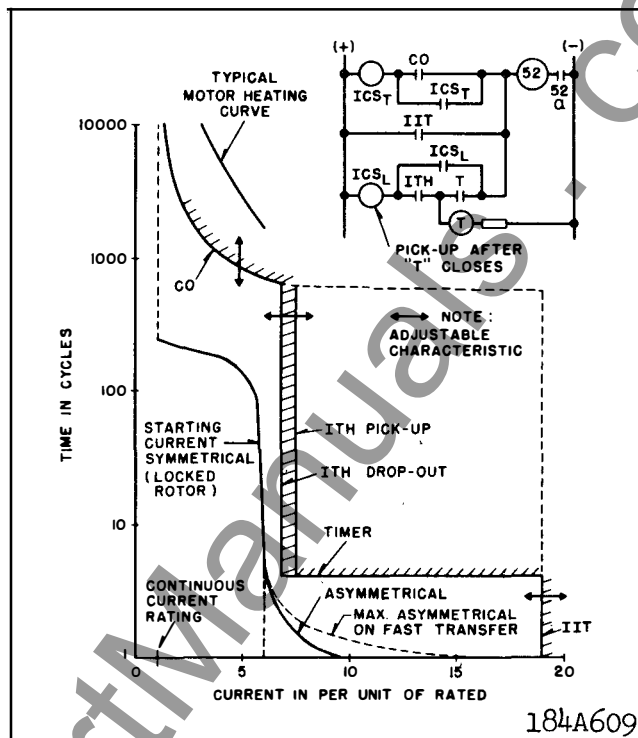 (+)
(-)
CO
52
ICST
ICST
52
a
IIT
ICSL
ICSL
ITH
T
T
PICK-UP AFTER
"T" CLOSES
TYPICAL
MOTOR HEATING
CURVE
10000
1000
100
10
1
TIME IN CYCLES
CO
NOTE:
ADJUSTABLE
CHARACTERISTIC
STARTING
CURRENT
SYMMETRICAL
(LOCKED
ROTOR)
ITH PICK-UP
ITH DROP-OUT
TIMER
CONTINUOUS
CURRENT
RATING
ASYMMETRICAL
MAX. ASYMMETRICAL
ON FAST TRANSFER
IIT
0
5
10
15
20
CURRENT IN PER UNIT OF RATED
184A609